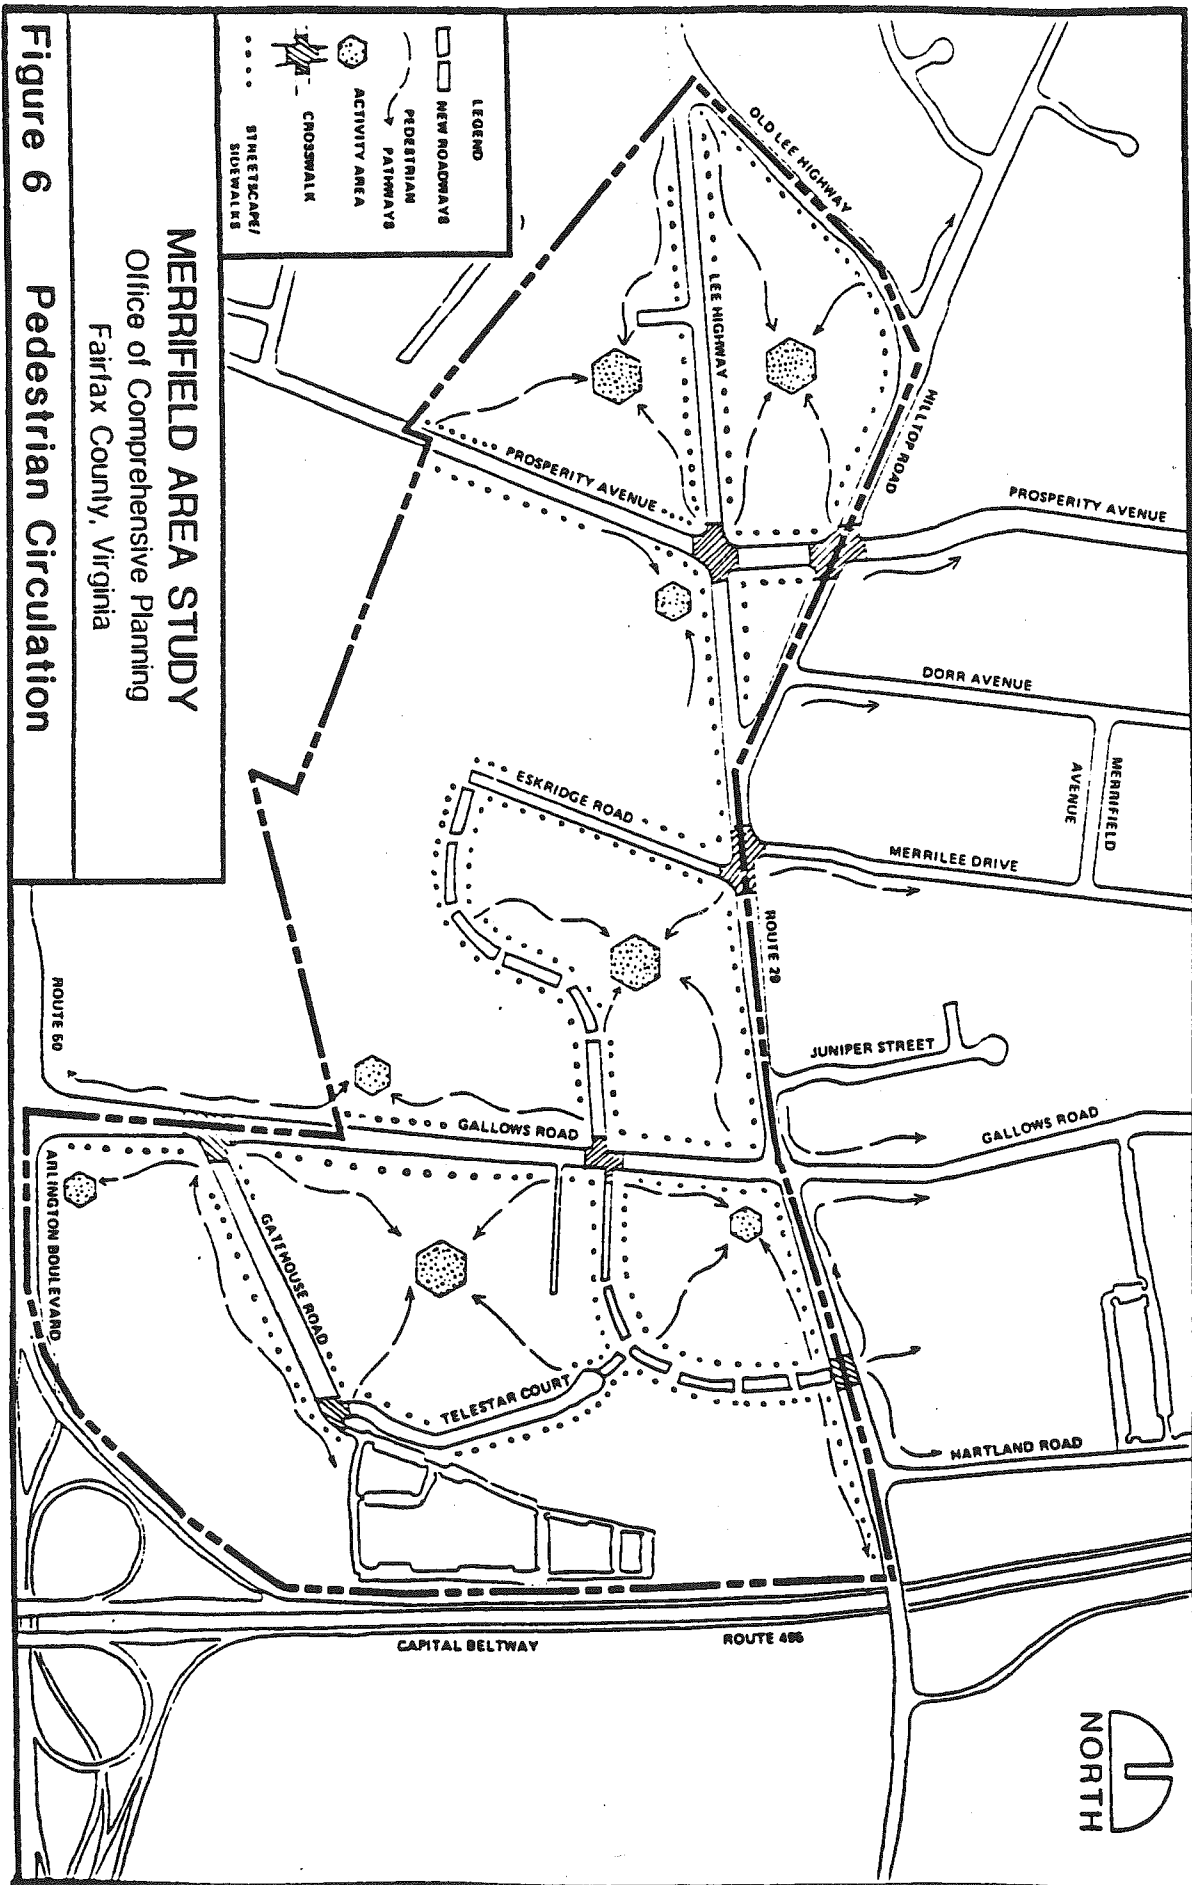 LEGEND
NEW ROADWAYS
PEDESTRIAN
PATHWAYS
ACTIVITY AREA
CROSSWALK
STREETSCAPE/
SIDEWALKS
OLD LEE HIGHWAY
LEE HIGHWAY
HILLTOP ROAD
PROSPERITY AVENUE
PROSPERITY AVENUE
DORR AVENUE
MERRIFIELD
AVENUE
ESKRIDGE ROAD
MERRILEE DRIVE
ROUTE 29
JUNIPER STREET
GALLOWS ROAD
GALLOWS ROAD
ROUTE 50
ARLINGTON BOULEVARD
GATEHOUSE ROAD
TELESTAR COURT
HARTLAND ROAD
CAPITAL BELTWAY
ROUTE 495
NORTH
MERRIFIELD AREA STUDY
Office of Comprehensive Planning
Fairfax County, Virginia
Figure 6 Pedestrian Circulation